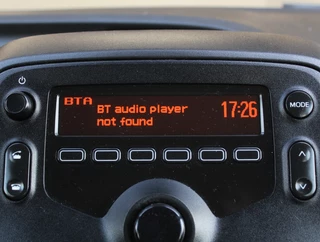 BTA
BT audio player
not found
17:26
MODE